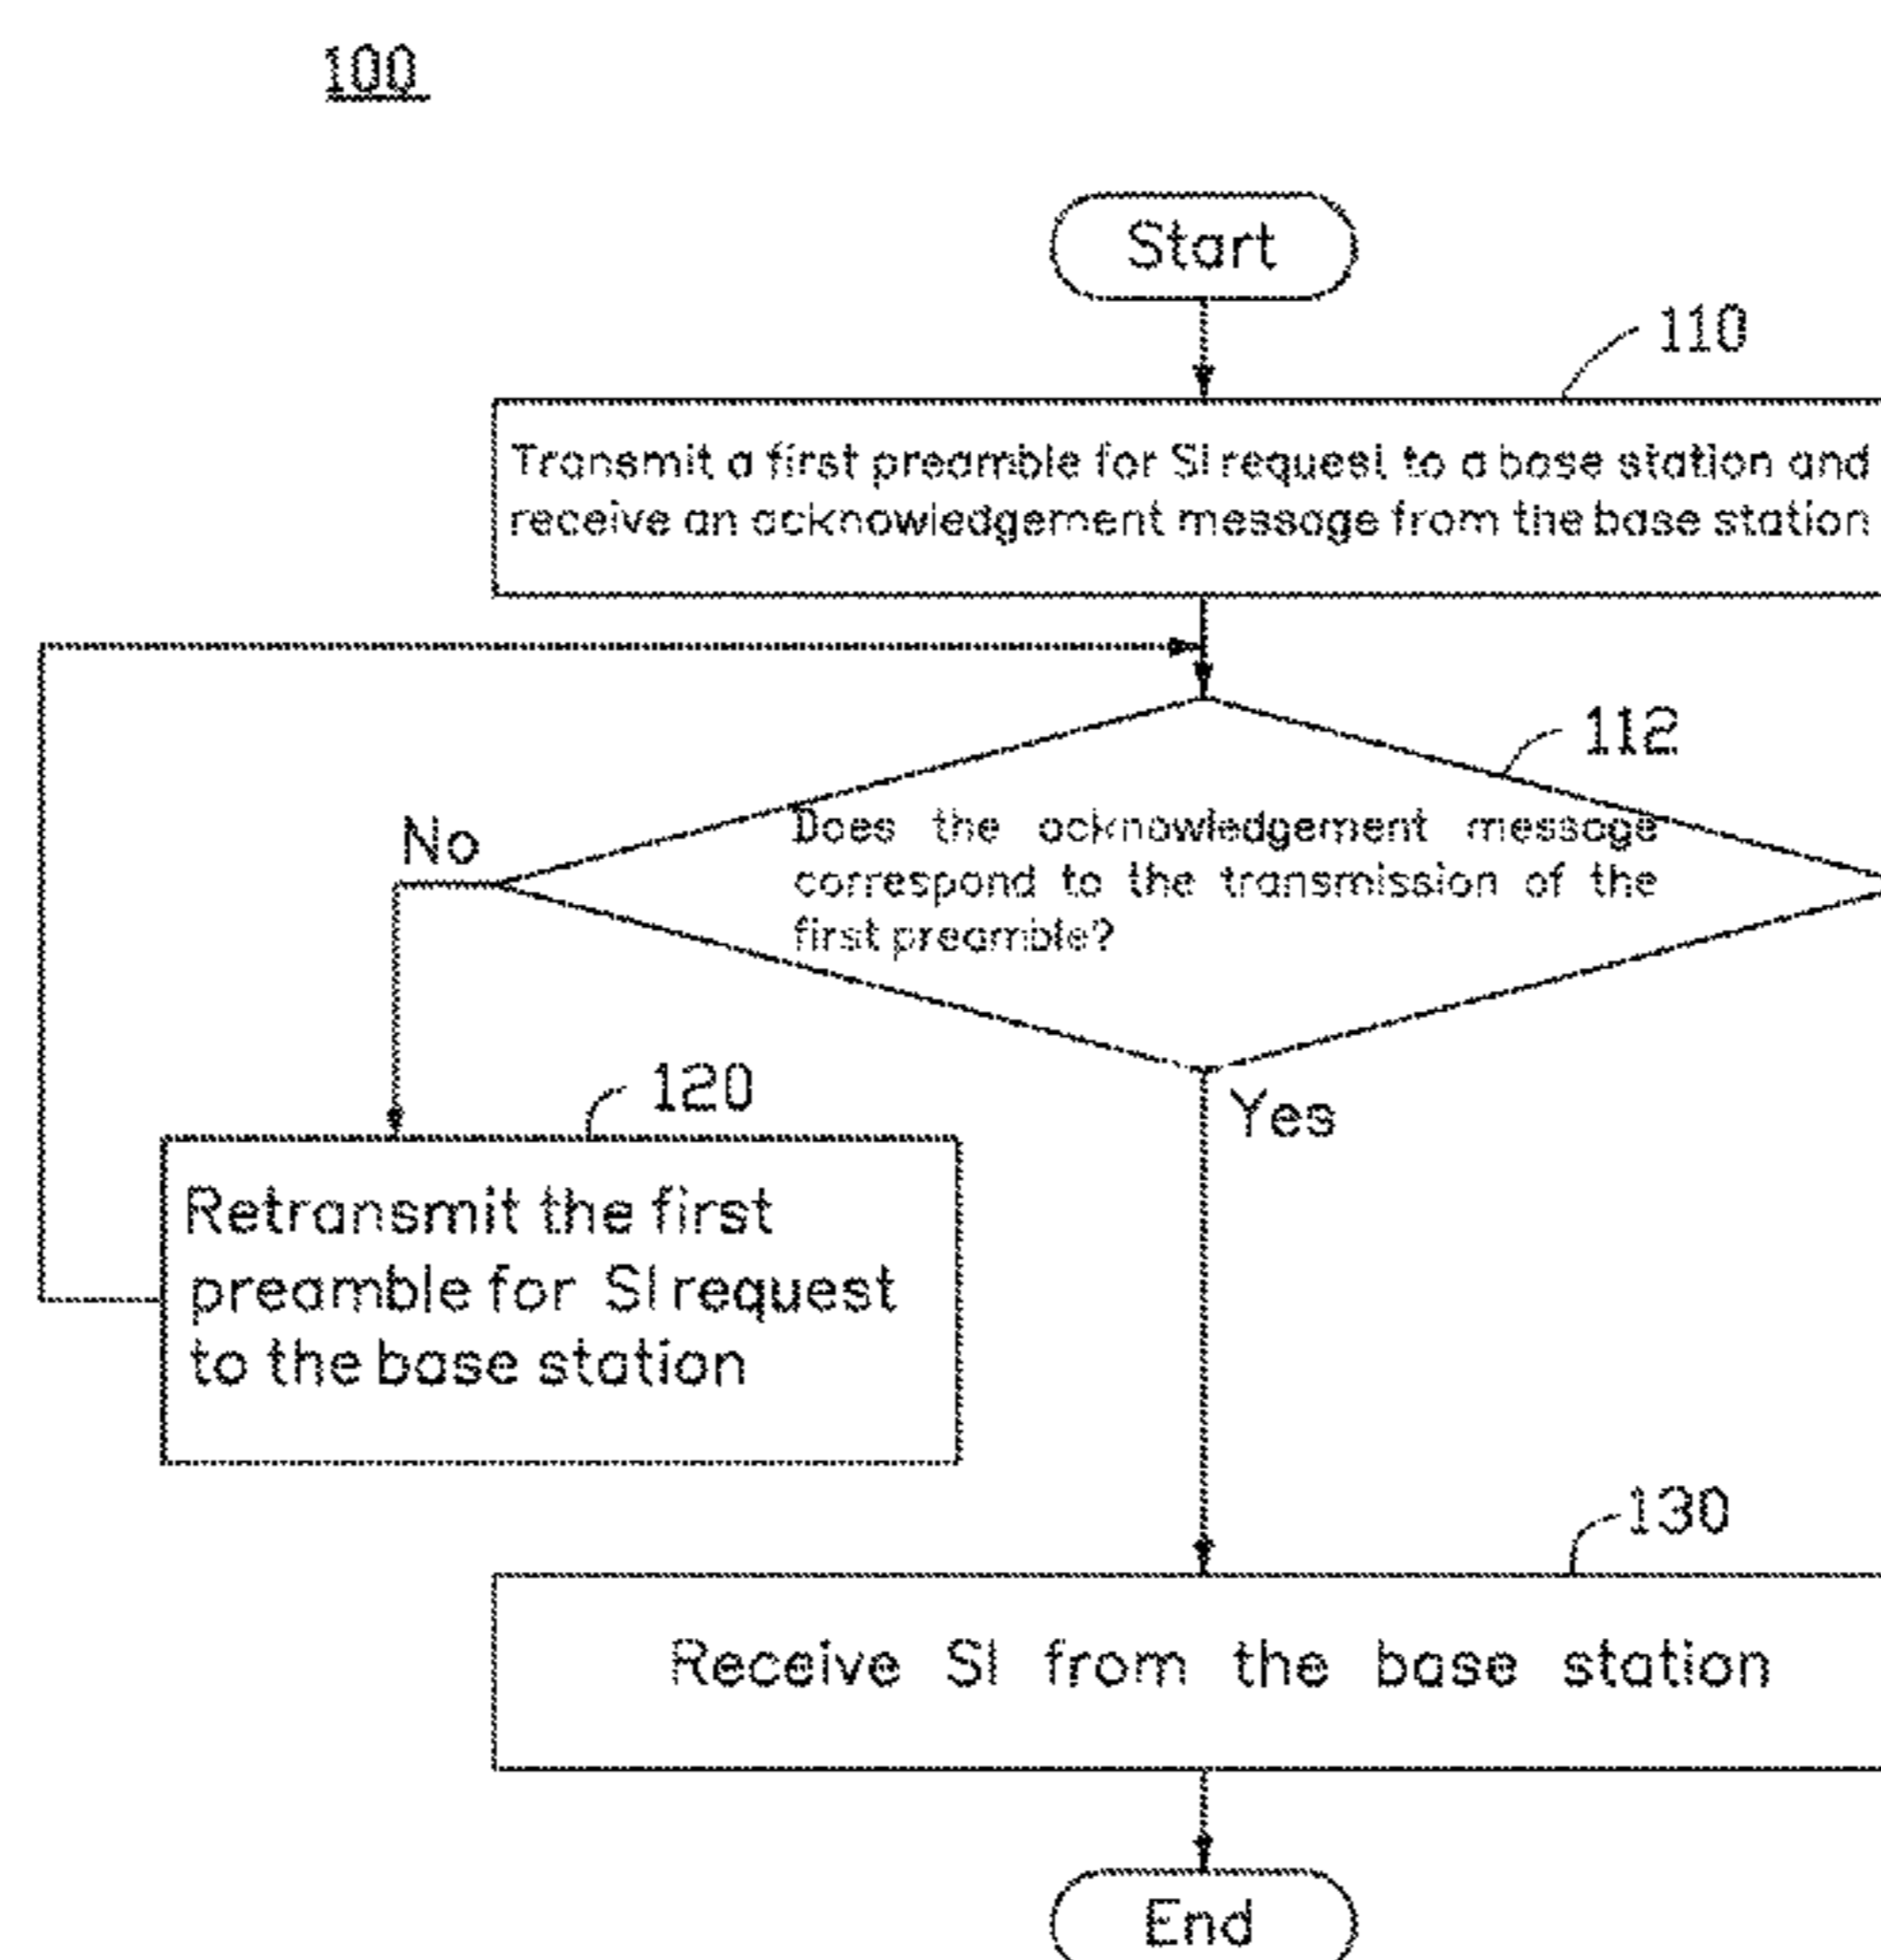 100
Start
110
Transmit a first preamble for SI request to a base station and
receive an acknowledgement message from the base station
112
Does the acknowledgement message
correspond to the transmission of the
first preamble?
No
Yes
120
Retransmit the first
preamble for SI request
to the base station
130
Receive SI from the base station
End